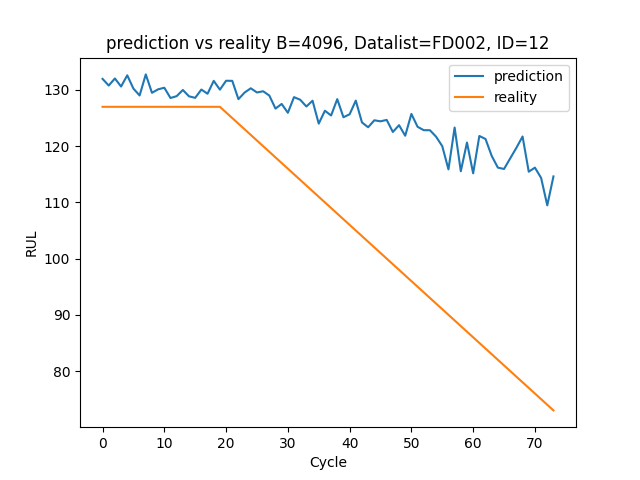 prediction vs reality B=4096, Datalist=FD002, ID=12
prediction
reality
RUL
130
120
110
100
90
80
0 10 20 30 40 50 60 70
Cycle